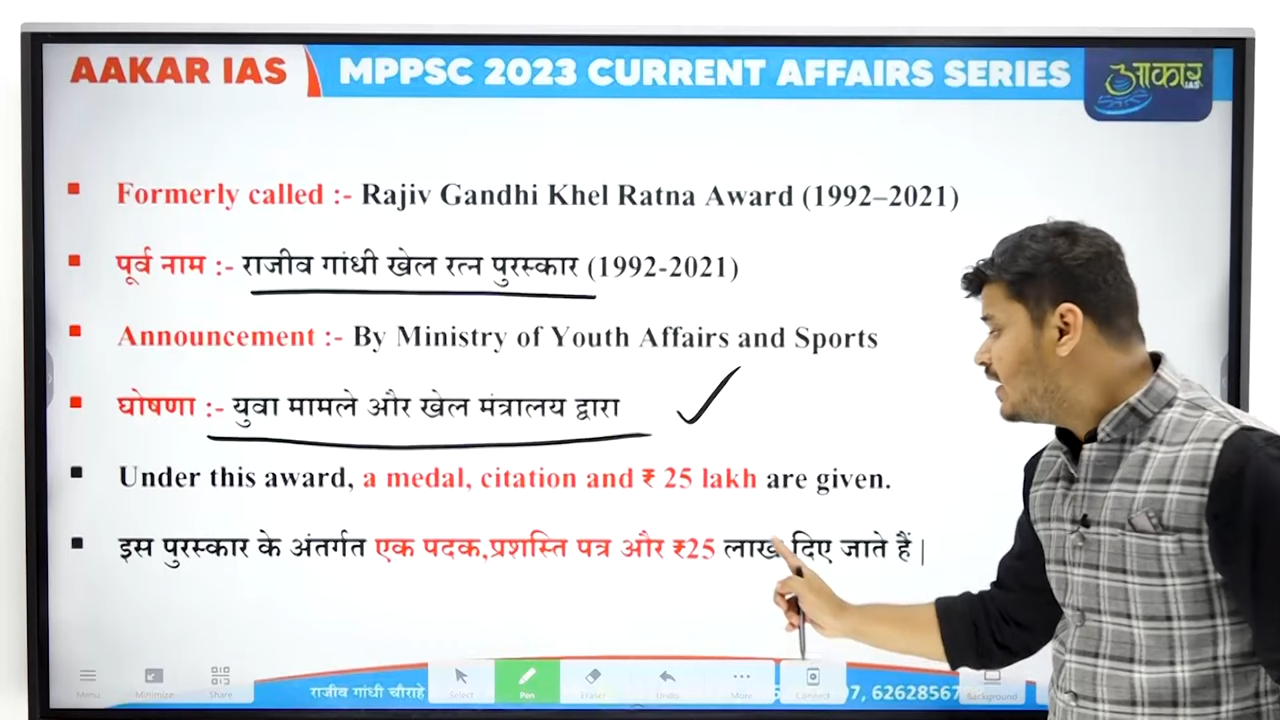 AAKAR IAS
MPPSC 2023 CURRENT AFFAIRS SERIES
आकार
IAS
▪ Formerly called :- Rajiv Gandhi Khel Ratna Award (1992–2021)
▪ पूर्व नाम :- राजीव गांधी खेल रत्न पुरस्कार (1992-2021)
▪ Announcement :- By Ministry of Youth Affairs and Sports
▪ घोषणा :- युवा मामले और खेल मंत्रालय द्वारा
▪ Under this award, a medal, citation and ₹ 25 lakh are given.
▪ इस पुरस्कार के अंतर्गत एक पदक,प्रशस्ति पत्र और ₹25 लाख दिए जाते हैं |
Menu Minimize Share Select Pen Eraser Undo More Connect Background
राजीव गांधी चौराहे